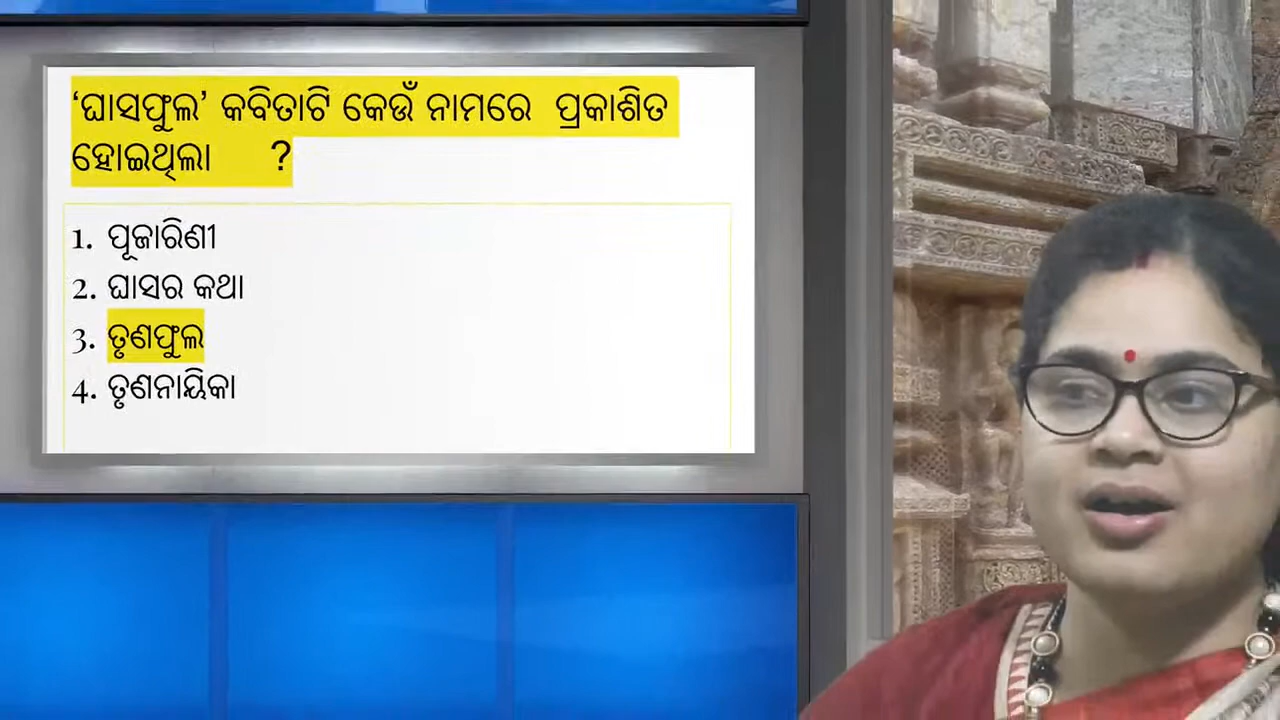 ‘ଘାସଫୁଲ’ କବିତାଟି କେଉଁ ନାମରେ ପ୍ରକାଶିତ
ହୋଇଥିଲା ?
1. ପୂଜାରିଣୀ
2. ଘାସର କଥା
3. ତୃଣଫୁଲ
4. ତୃଣନାୟିକା